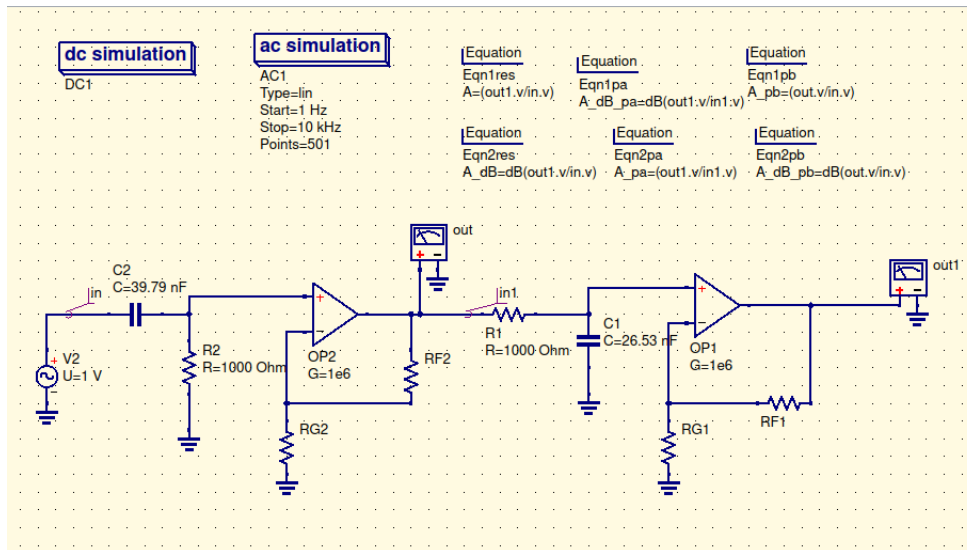 dc simulation
DC1
ac simulation
AC1
Type=lin
Start=1 Hz
Stop=10 kHz
Points=501
Equation
Eqn1res
A=(out1.v/in.v)
Equation
Eqn1pa
A_dB_pa=dB(out1.v/in1.v)
Equation
Eqn1pb
A_pb=(out.v/in.v)
Equation
Eqn2res
A_dB=dB(out1.v/in.v)
Equation
Eqn2pa
A_pa=(out1.v/in1.v)
Equation
Eqn2pb
A_dB_pb=dB(out.v/in.v)
out
out1
in
C2
C=39.79 nF
in1
+
−
V2
U=1 V
R2
R=1000 Ohm
OP2
G=1e6
RF2
RG2
R1
R=1000 Ohm
C1
C=26.53 nF
OP1
G=1e6
RF1
RG1